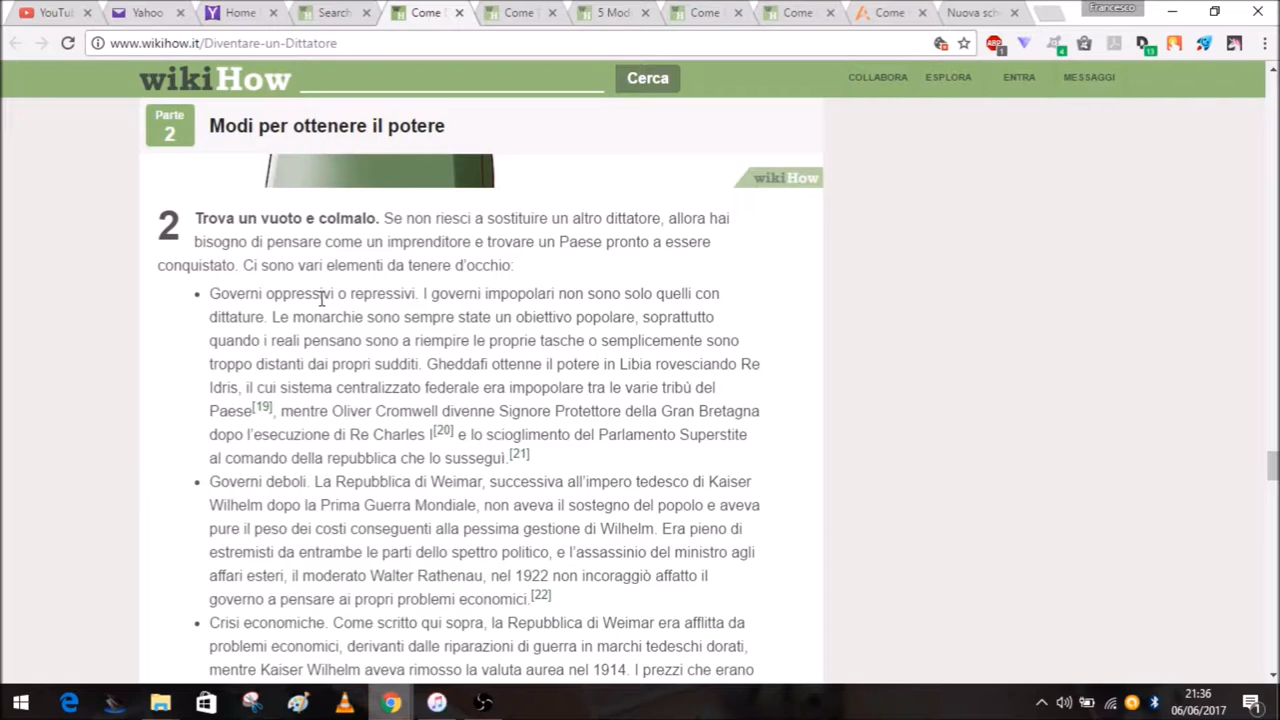 YouTu
Yahoo
Home
Search
Come
Come
5 Mod
Come
Come
Come
Nuova sch
Francesco
www.wikihow.it/Diventare-un-Dittatore
wikiHow
Cerca
COLLABORA
ESPLORA
ENTRA
MESSAGGI
Parte
2
Modi per ottenere il potere
wikiHow
2
Trova un vuoto e colmalo. Se non riesci a sostituire un altro dittatore, allora hai
bisogno di pensare come un imprenditore e trovare un Paese pronto a essere
conquistato. Ci sono vari elementi da tenere d'occhio:
• Governi oppressivi o repressivi. I governi impopolari non sono solo quelli con
dittature. Le monarchie sono sempre state un obiettivo popolare, soprattutto
quando i reali pensano sono a riempire le proprie tasche o semplicemente sono
troppo distanti dai propri sudditi. Gheddafi ottenne il potere in Libia rovesciando Re
Idris, il cui sistema centralizzato federale era impopolare tra le varie tribù del
Paese[19], mentre Oliver Cromwell divenne Signore Protettore della Gran Bretagna
dopo l'esecuzione di Re Charles I[20] e lo scioglimento del Parlamento Superstite
al comando della repubblica che lo susseguì.[21]
• Governi deboli. La Repubblica di Weimar, successiva all'impero tedesco di Kaiser
Wilhelm dopo la Prima Guerra Mondiale, non aveva il sostegno del popolo e aveva
pure il peso dei costi conseguenti alla pessima gestione di Wilhelm. Era pieno di
estremisti da entrambe le parti dello spettro politico, e l'assassinio del ministro agli
affari esteri, il moderato Walter Rathenau, nel 1922 non incoraggiò affatto il
governo a pensare ai propri problemi economici.[22]
• Crisi economiche. Come scritto qui sopra, la Repubblica di Weimar era afflitta da
problemi economici, derivanti dalle riparazioni di guerra in marchi tedeschi dorati,
mentre Kaiser Wilhelm aveva rimosso la valuta aurea nel 1914. I prezzi che erano
21:36
06/06/2017